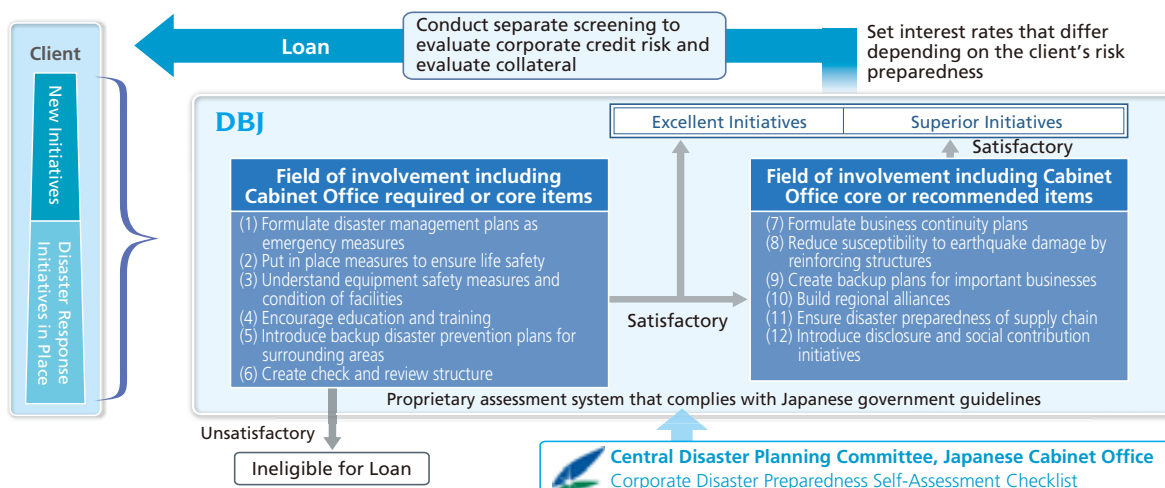 Conduct separate screening to
evaluate corporate credit risk and
evaluate collateral
Loan
Set interest rates that differ
depending on the client's risk
preparedness
Client
New Initiatives
Disaster Response
Initiatives in Place
DBJ
Excellent Initiatives
Superior Initiatives
Satisfactory
Field of involvement including
Cabinet Office required or core items
(1) Formulate disaster management plans as
emergency measures
(2) Put in place measures to ensure life safety
(3) Understand equipment safety measures and
condition of facilities
(4) Encourage education and training
(5) Introduce backup disaster prevention plans for
surrounding areas
(6) Create check and review structure
Satisfactory
Field of involvement including Cabinet
Office core or recommended items
(7) Formulate business continuity plans
(8) Reduce susceptibility to earthquake damage by
reinforcing structures
(9) Create backup plans for important businesses
(10) Build regional alliances
(11) Ensure disaster preparedness of supply chain
(12) Introduce disclosure and social contribution
initiatives
Proprietary assessment system that complies with Japanese government guidelines
Unsatisfactory
Ineligible for Loan
Central Disaster Planning Committee, Japanese Cabinet Office
Corporate Disaster Preparedness Self-Assessment Checklist